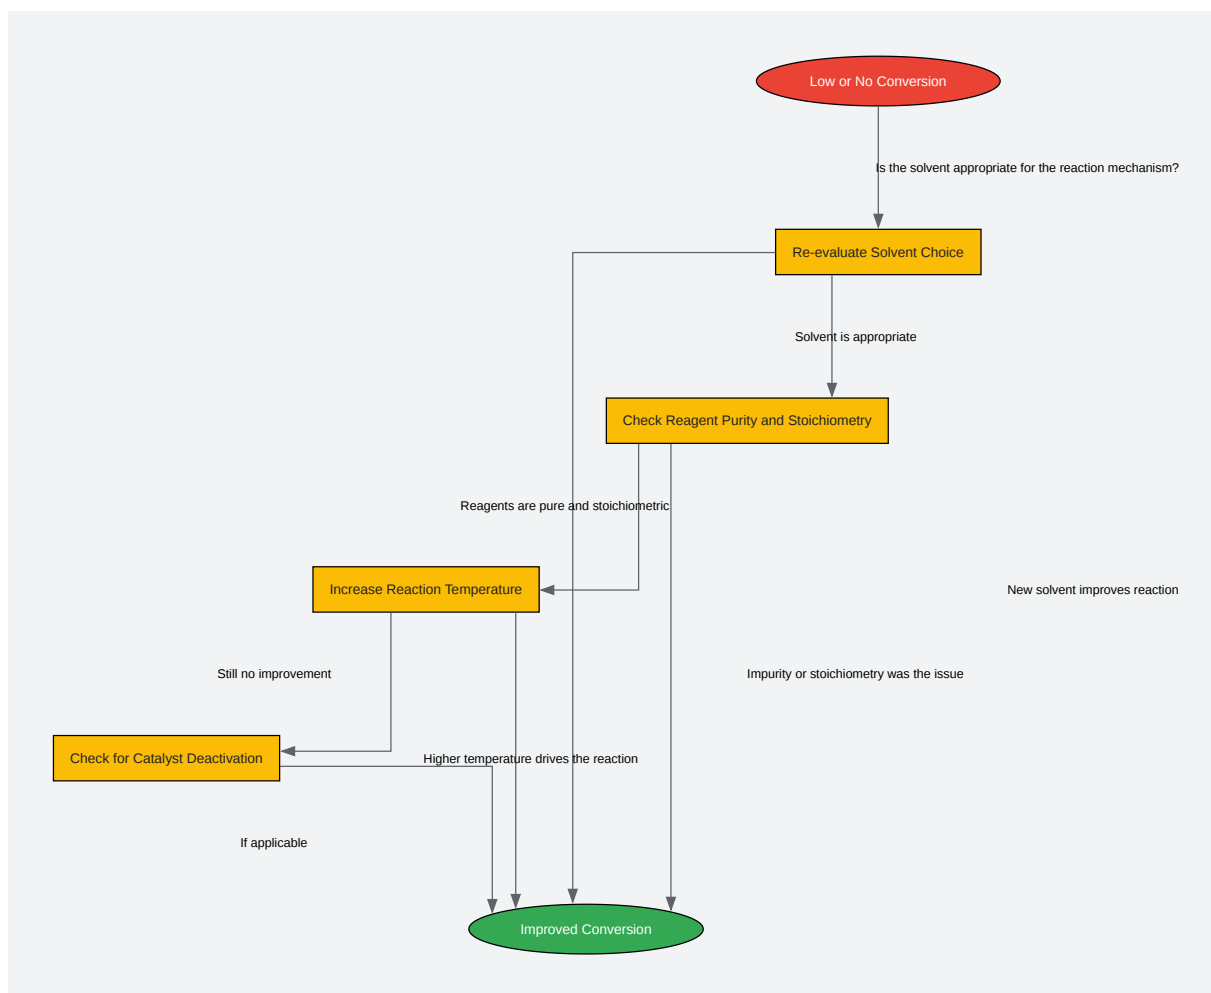 Low or No Conversion
Is the solvent appropriate for the reaction mechanism?
Re-evaluate Solvent Choice
Solvent is appropriate
Check Reagent Purity and Stoichiometry
Reagents are pure and stoichiometric
Increase Reaction Temperature
New solvent improves reaction
Still no improvement
Impurity or stoichiometry was the issue
Check for Catalyst Deactivation
Higher temperature drives the reaction
If applicable
Improved Conversion